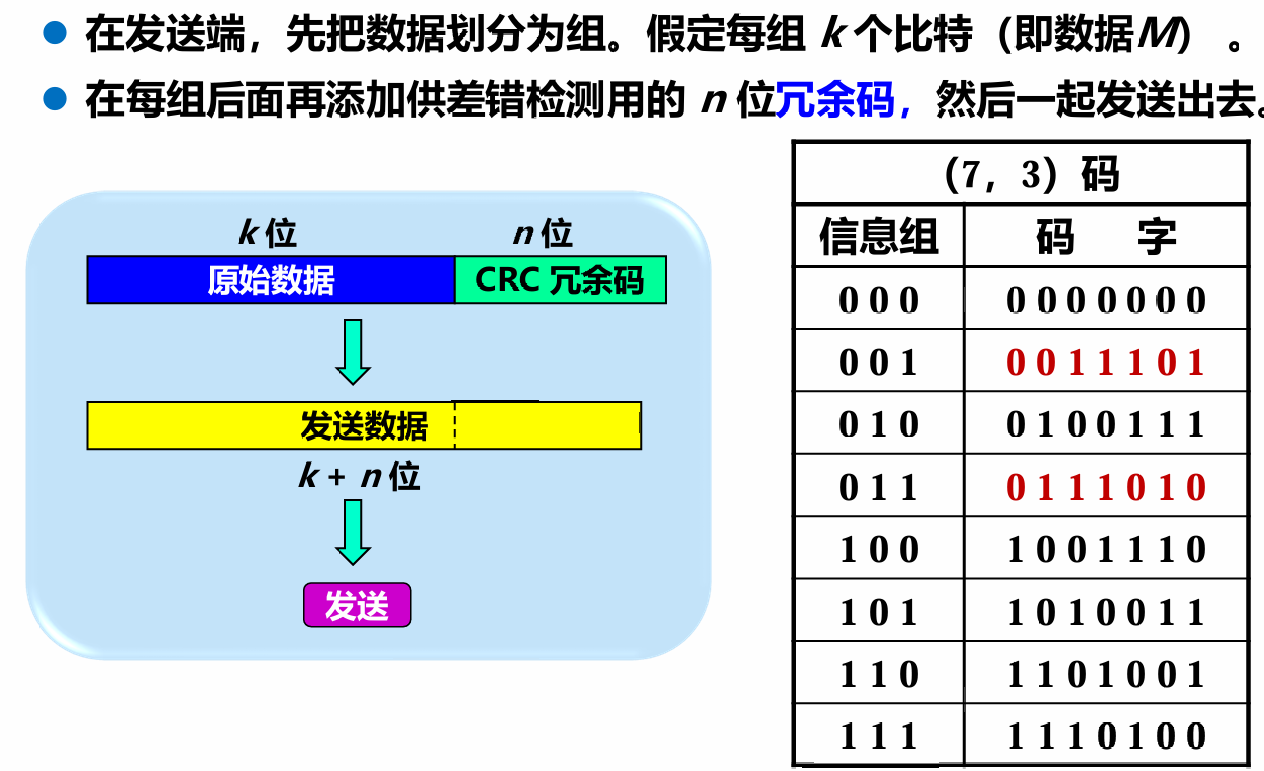 在发送端，先把数据划分为组。假定每组 k 个比特（即数据M） 。
在每组后面再添加供差错检测用的 n 位冗余码，然后一起发送出去。
k 位 n 位
原始数据 CRC 冗余码
发送数据
k + n 位
发送
（7，3）码
信息组 码 字
0 0 0 0 0 0 0 0 0 0
0 0 1 0 0 1 1 1 0 1
0 1 0 0 1 0 0 1 1 1
0 1 1 0 1 1 1 0 1 0
1 0 0 1 0 0 1 1 1 0
1 0 1 1 0 1 0 0 1 1
1 1 0 1 1 0 1 0 0 1
1 1 1 1 1 1 0 1 0 0